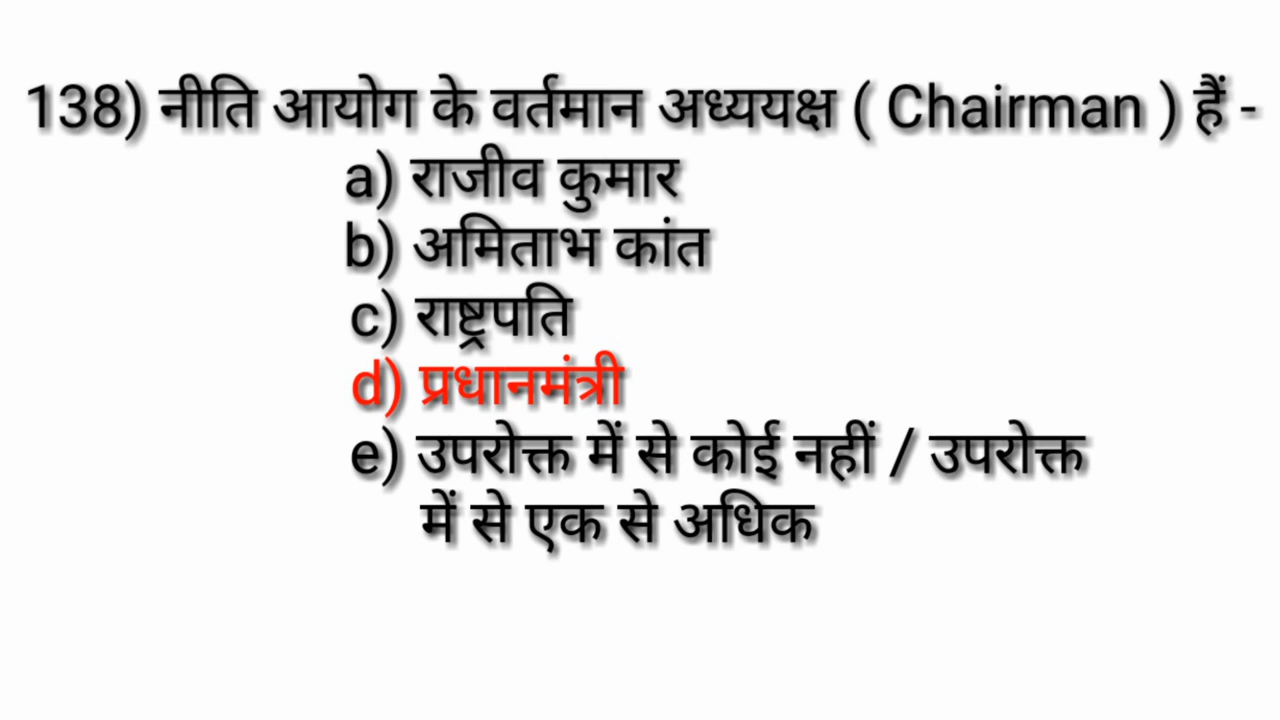 138) नीति आयोग के वर्तमान अध्ययक्ष ( Chairman ) हैं -
a) राजीव कुमार
b) अमिताभ कांत
c) राष्ट्रपति
d) प्रधानमंत्री
e) उपरोक्त में से कोई नहीं / उपरोक्त
में से एक से अधिक